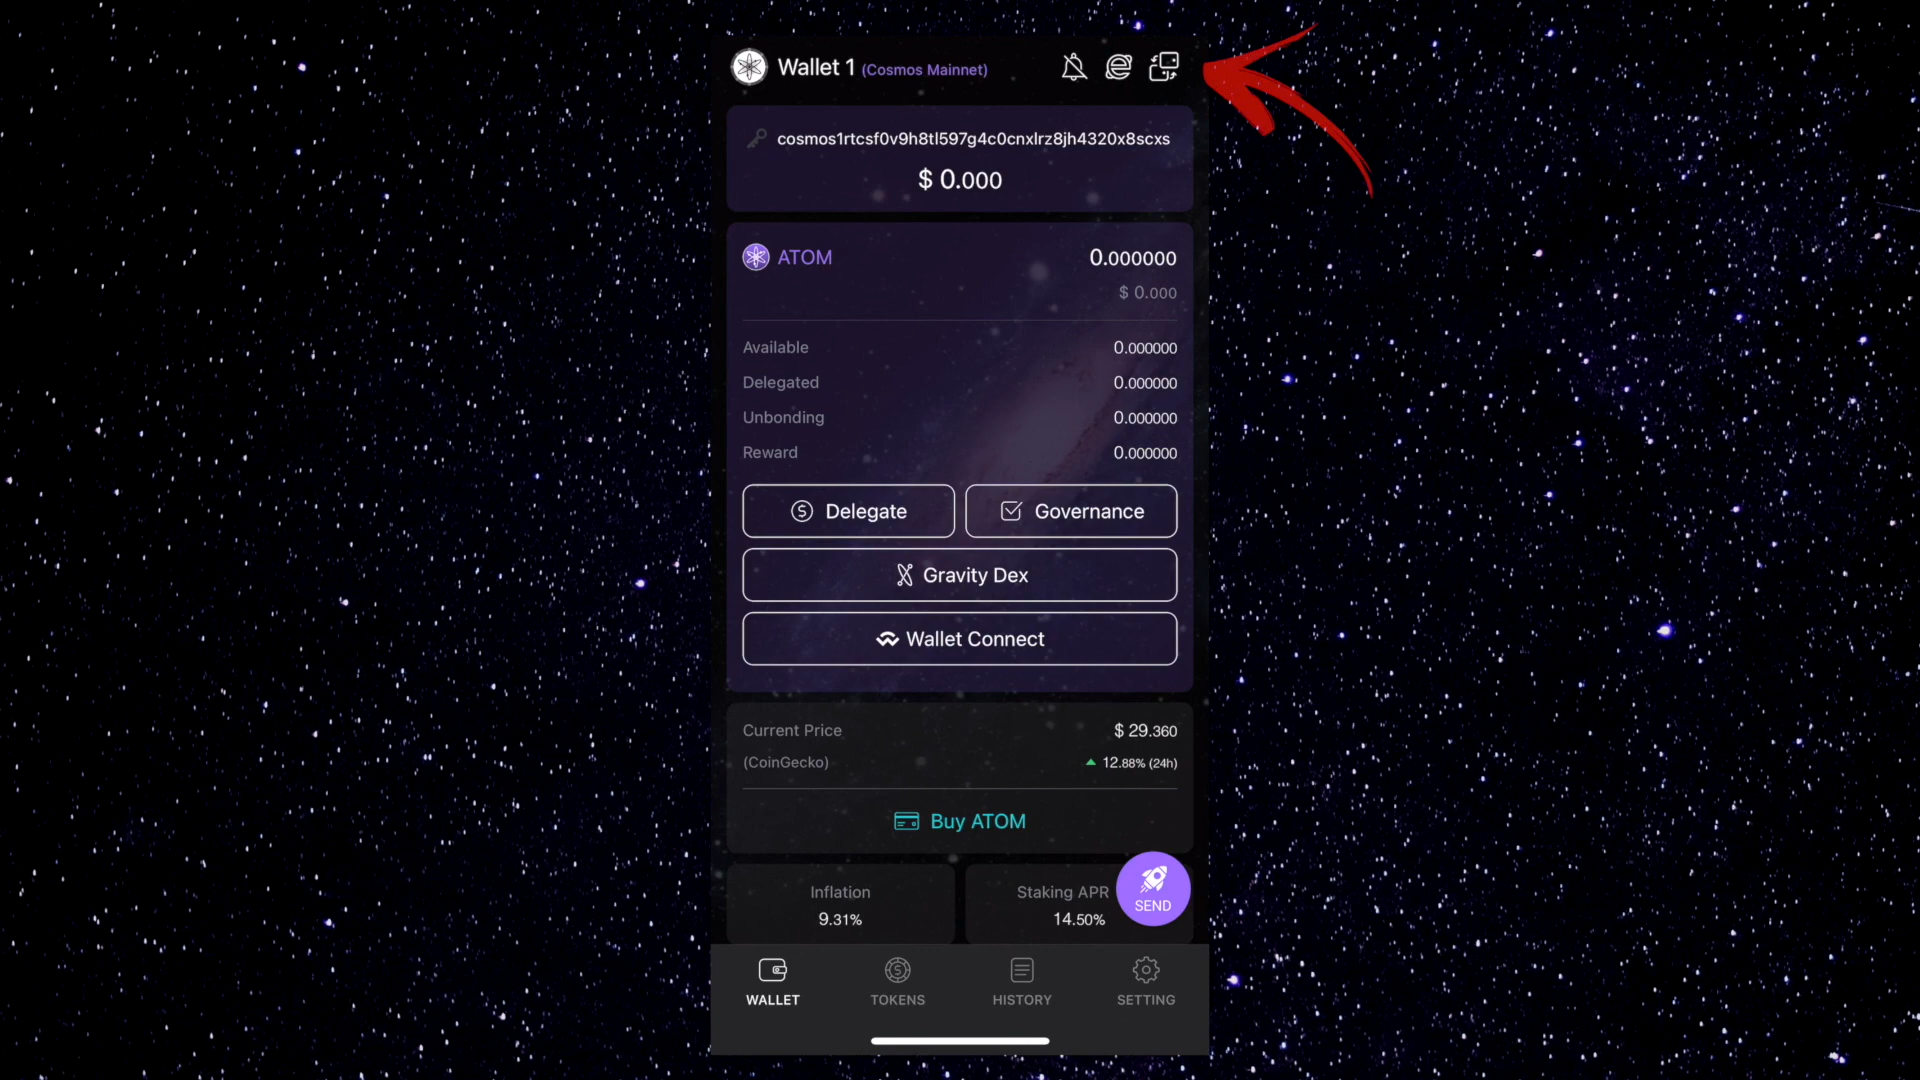 Wallet 1 (Cosmos Mainnet)
cosmos1rtcsf0v9h8tl597g4c0cnxlrz8jh4320x8scxs
$ 0.000
ATOM 0.000000
$ 0.000
Available 0.000000
Delegated 0.000000
Unbonding 0.000000
Reward 0.000000
Delegate Governance
Gravity Dex
Wallet Connect
Current Price $ 29.360
(CoinGecko) 12.88% (24h)
Buy ATOM
Inflation Staking APR
9.31% 14.50%
SEND
WALLET TOKENS HISTORY SETTING